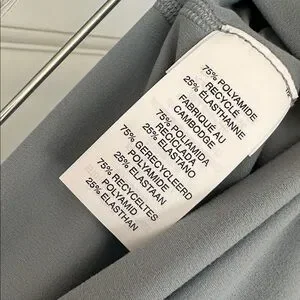 75% POLYAMIDE
RECYCLÉ
25% ÉLASTHANNE
FABRIQUÉ AU
CAMBODGE
75% POLIAMIDA
RECICLADA
25% ELASTANO
75% GERECYCLEERD
POLYAMIDE
25% ELASTAAN
75% RECYCELTES
POLYAMID
25% ELASTHAN